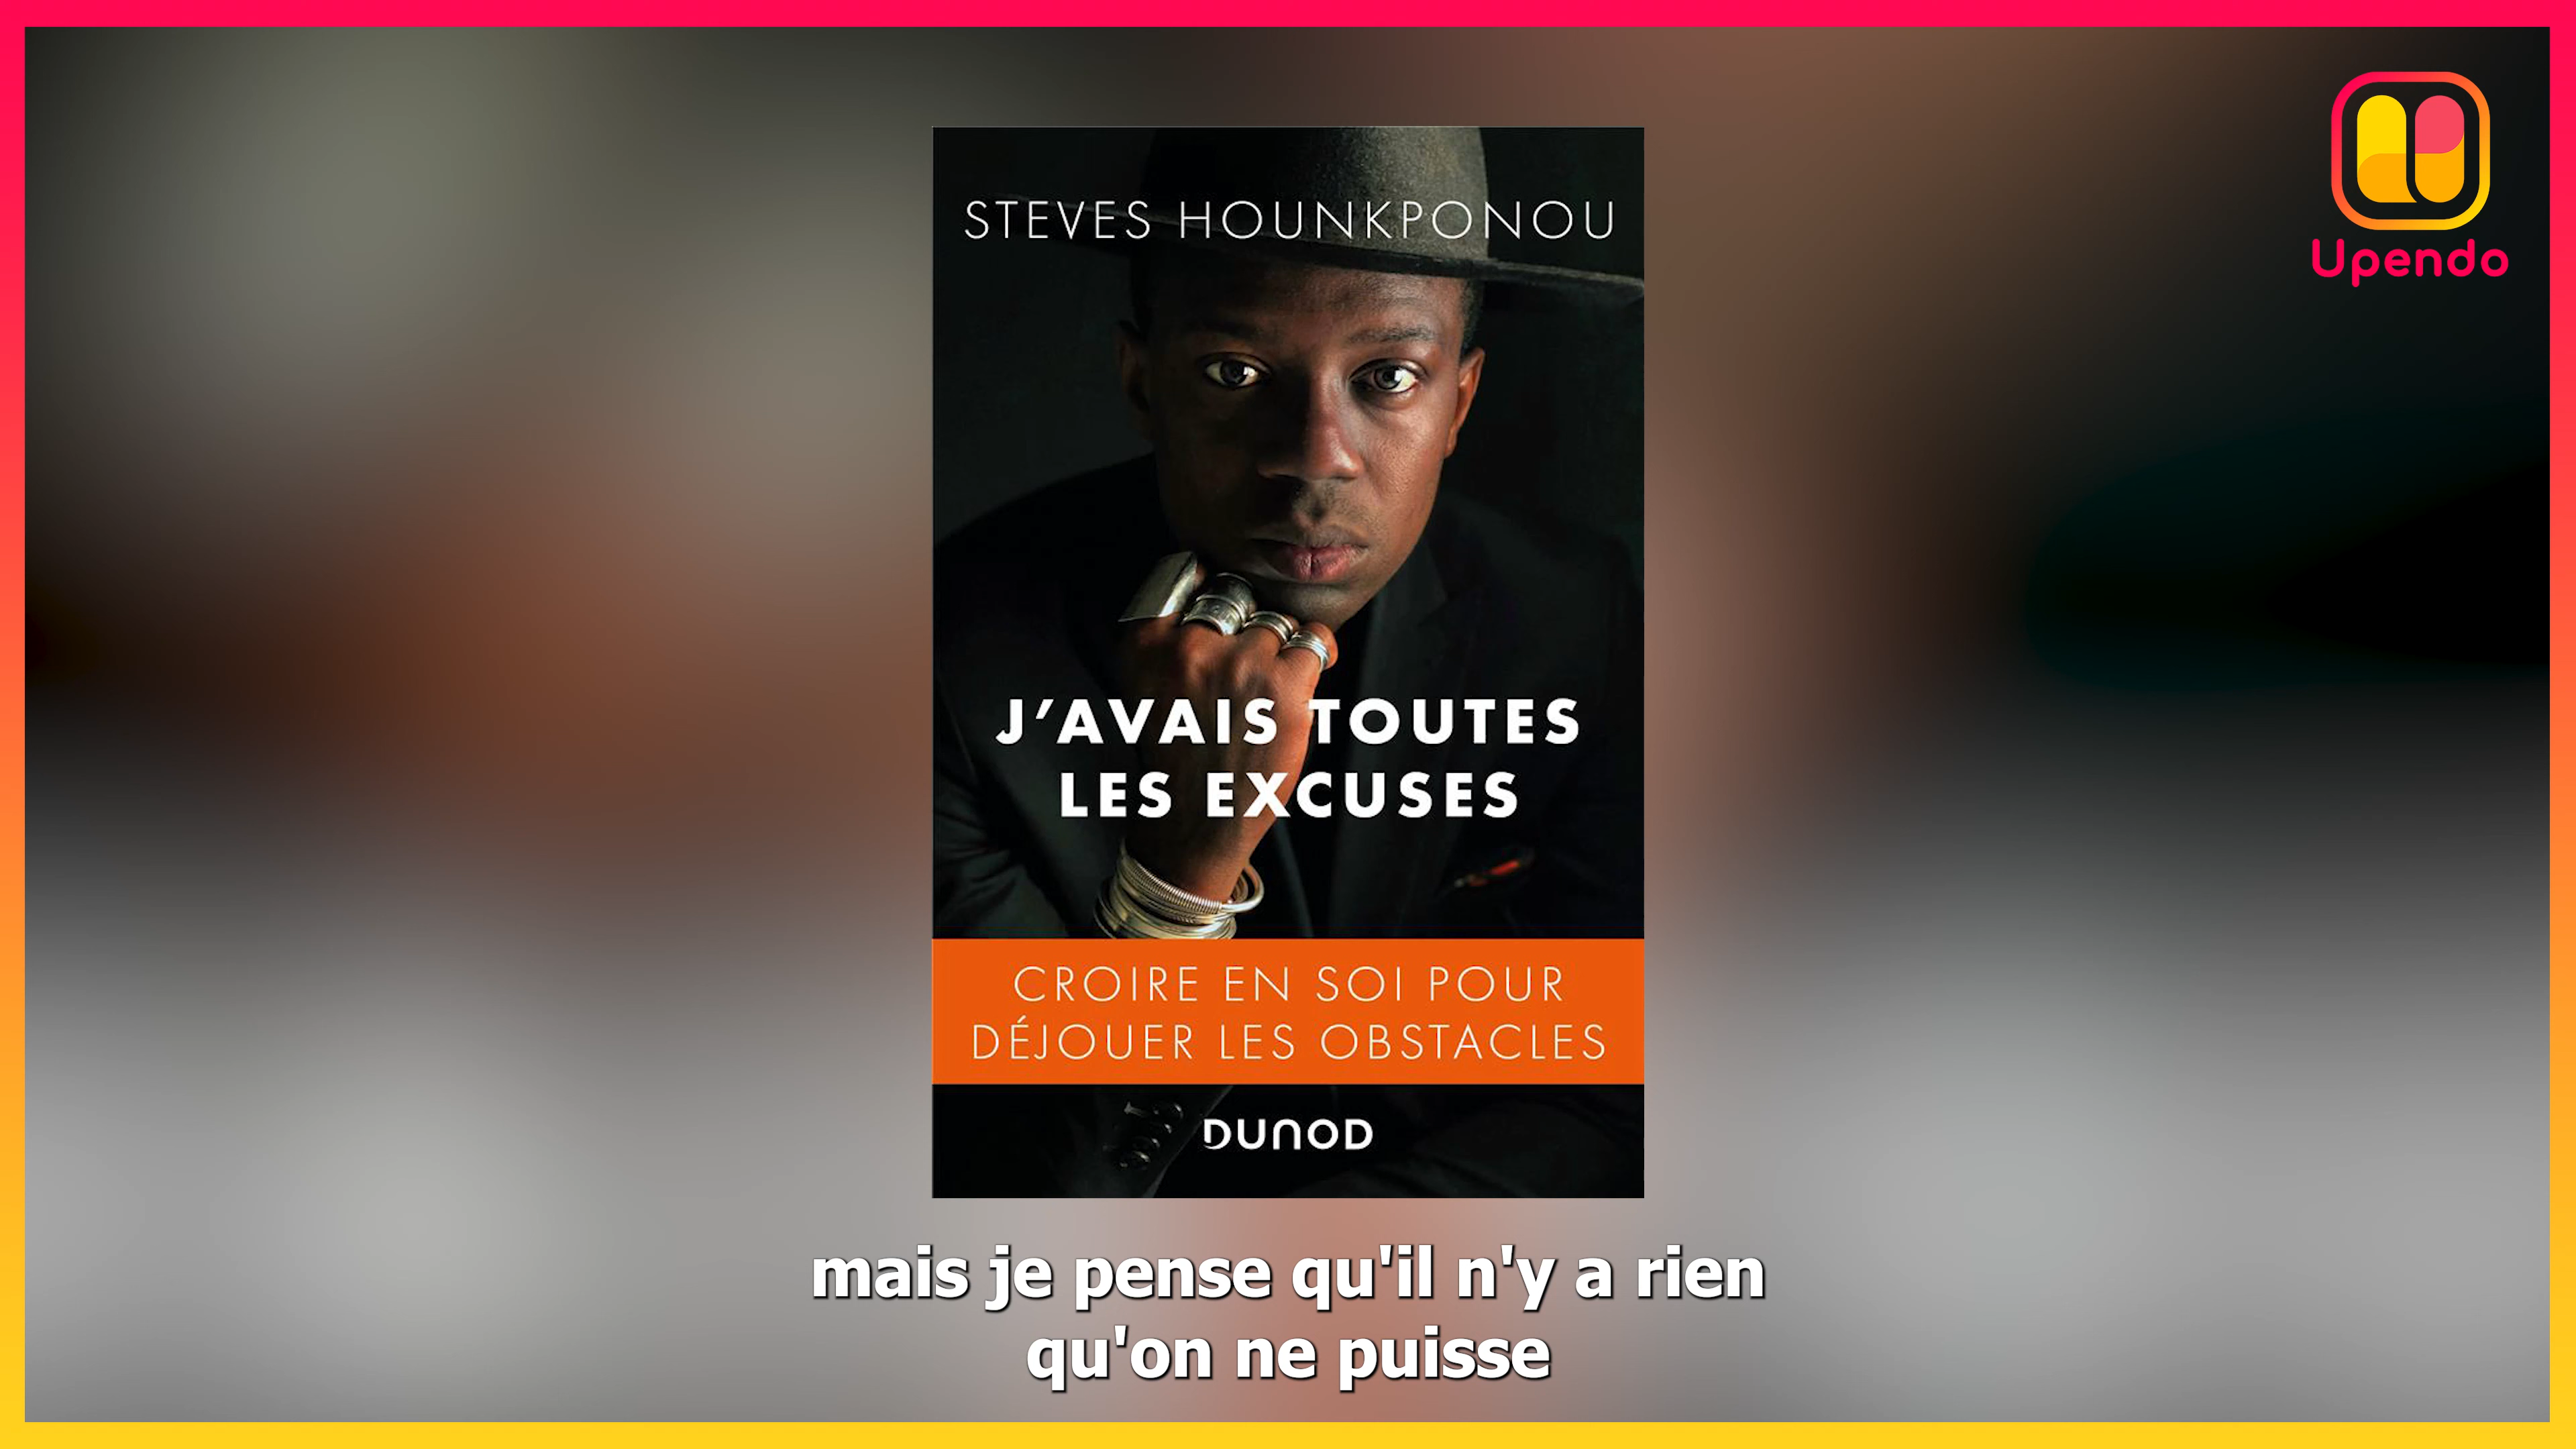 Upendo
STEVES HOUNKPONOU
J'AVAIS TOUTES
LES EXCUSES
CROIRE EN SOI POUR
DÉJOUER LES OBSTACLES
DUNOD
mais je pense qu'il n'y a rien
qu'on ne puisse